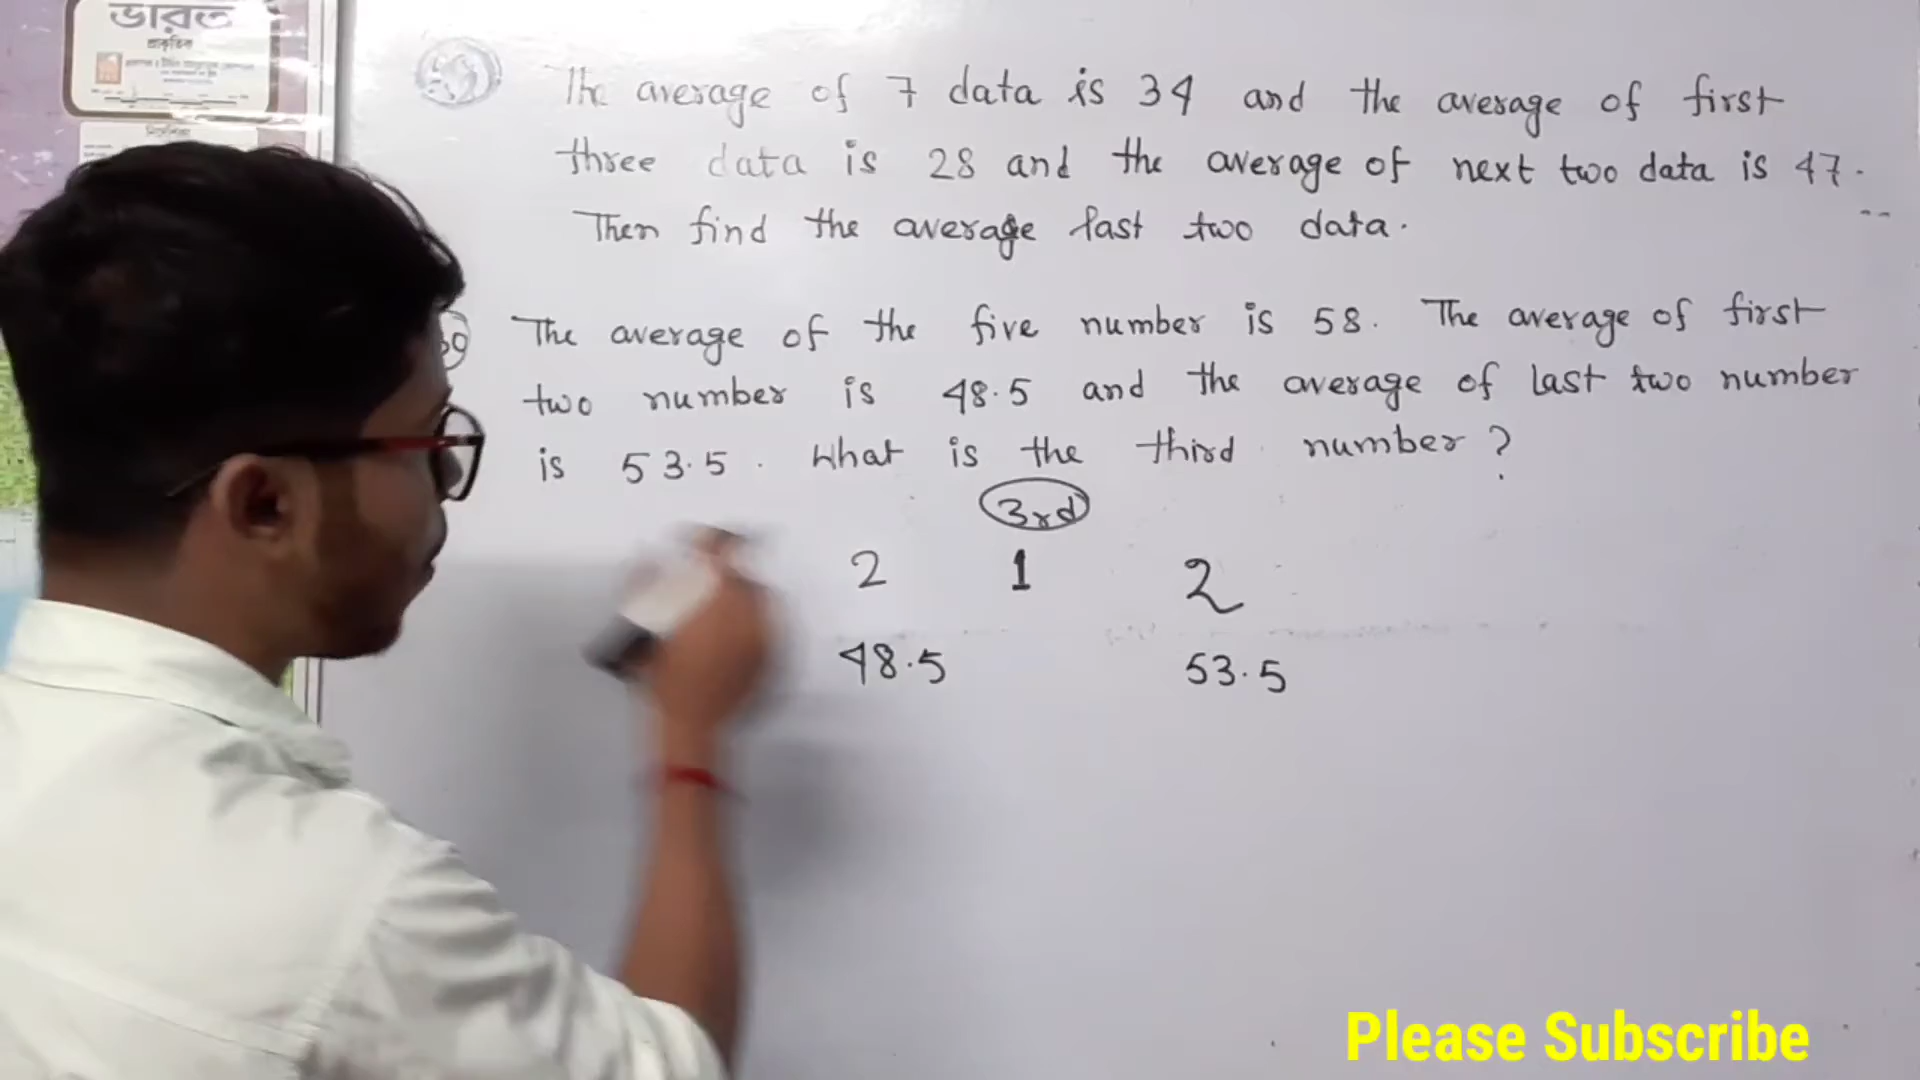 ভারত
প্রাকৃতিক
The average of 7 data is 34 and the average of first
three data is 28 and the average of next two data is 47.
Then find the average last two data.
The average of the five number is 58. The average of first
two number is 48.5 and the average of last two number
is 53.5. What is the third number?
3rd
2 1 2
48.5 53.5
Please Subscribe